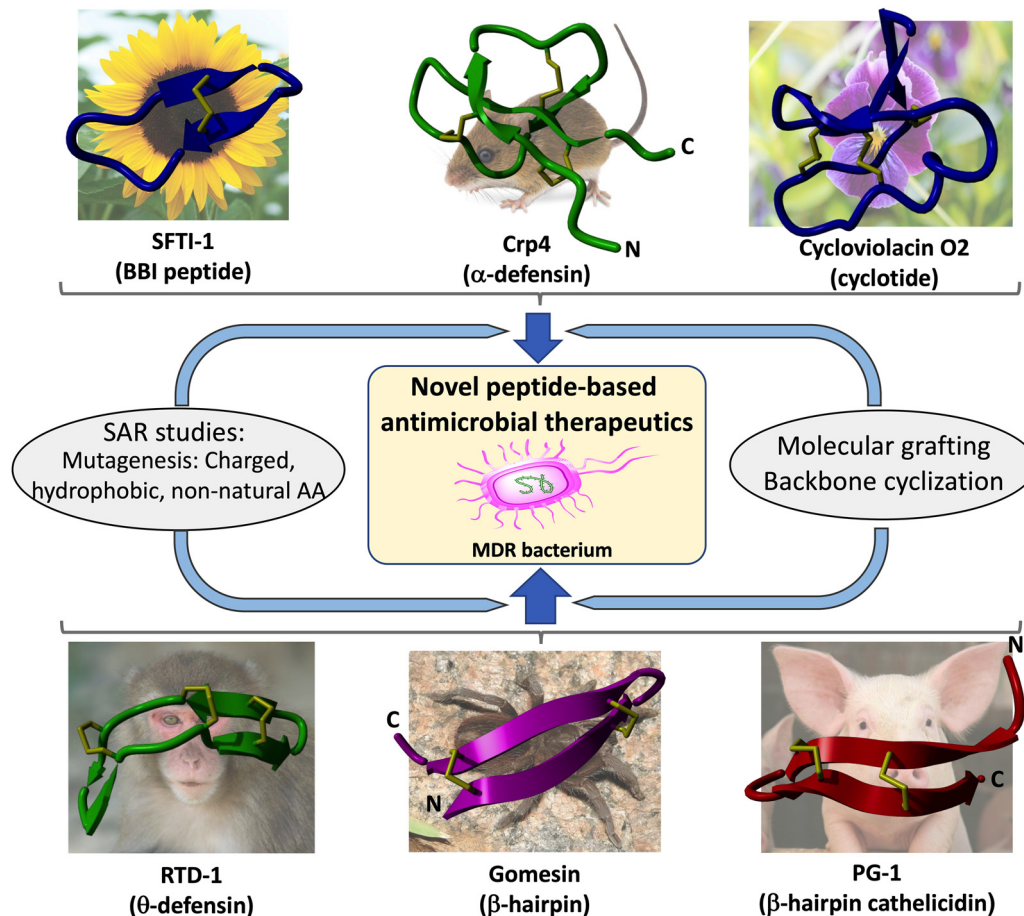 C
N
SFTI-1
(BBI peptide)
Crp4
(α-defensin)
Cycloviolacin O2
(cyclotide)
Novel peptide-based
antimicrobial therapeutics
MDR bacterium
SAR studies:
Mutagenesis: Charged,
hydrophobic, non-natural AA
Molecular grafting
Backbone cyclization
C
N
N
C
RTD-1
(θ-defensin)
Gomesin
(β-hairpin)
PG-1
(β-hairpin cathelicidin)